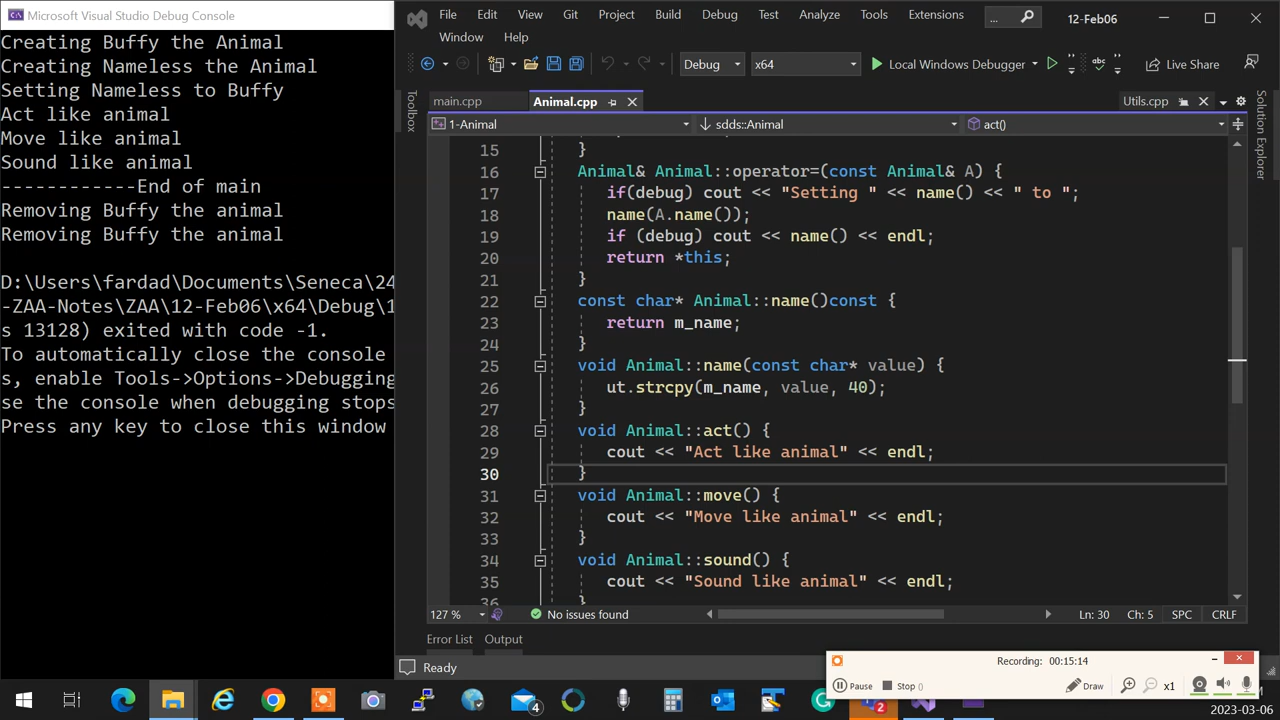 Microsoft Visual Studio Debug Console
Creating Buffy the Animal
Creating Nameless the Animal
Setting Nameless to Buffy
Act like animal
Move like animal
Sound like animal
------------End of main
Removing Buffy the animal
Removing Buffy the animal
D:\Users\fardad\Documents\Seneca\24
-ZAA-Notes\ZAA\12-Feb06\x64\Debug\1
s 13128) exited with code -1.
To automatically close the console
s, enable Tools->Options->Debugging
se the console when debugging stops
Press any key to close this window
File Edit View Git Project Build Debug Test Analyze Tools Extensions ... 12-Feb06
Window Help
Debug x64 Local Windows Debugger abc Live Share
Toolbox
main.cpp Animal.cpp Utils.cpp
1-Animal sdds::Animal act()
Solution Explorer
15 }
16 Animal& Animal::operator=(const Animal& A) {
17 if(debug) cout << "Setting " << name() << " to ";
18 name(A.name());
19 if (debug) cout << name() << endl;
20 return *this;
21 }
22 const char* Animal::name()const {
23 return m_name;
24 }
25 void Animal::name(const char* value) {
26 ut.strcpy(m_name, value, 40);
27 }
28 void Animal::act() {
29 cout << "Act like animal" << endl;
30 }
31 void Animal::move() {
32 cout << "Move like animal" << endl;
33 }
34 void Animal::sound() {
35 cout << "Sound like animal" << endl;
36 }
127 % No issues found Ln: 30 Ch: 5 SPC CRLF
Error List Output
Ready
Recording: 00:15:14
Pause Stop () Draw x1
4
2
2023-03-06